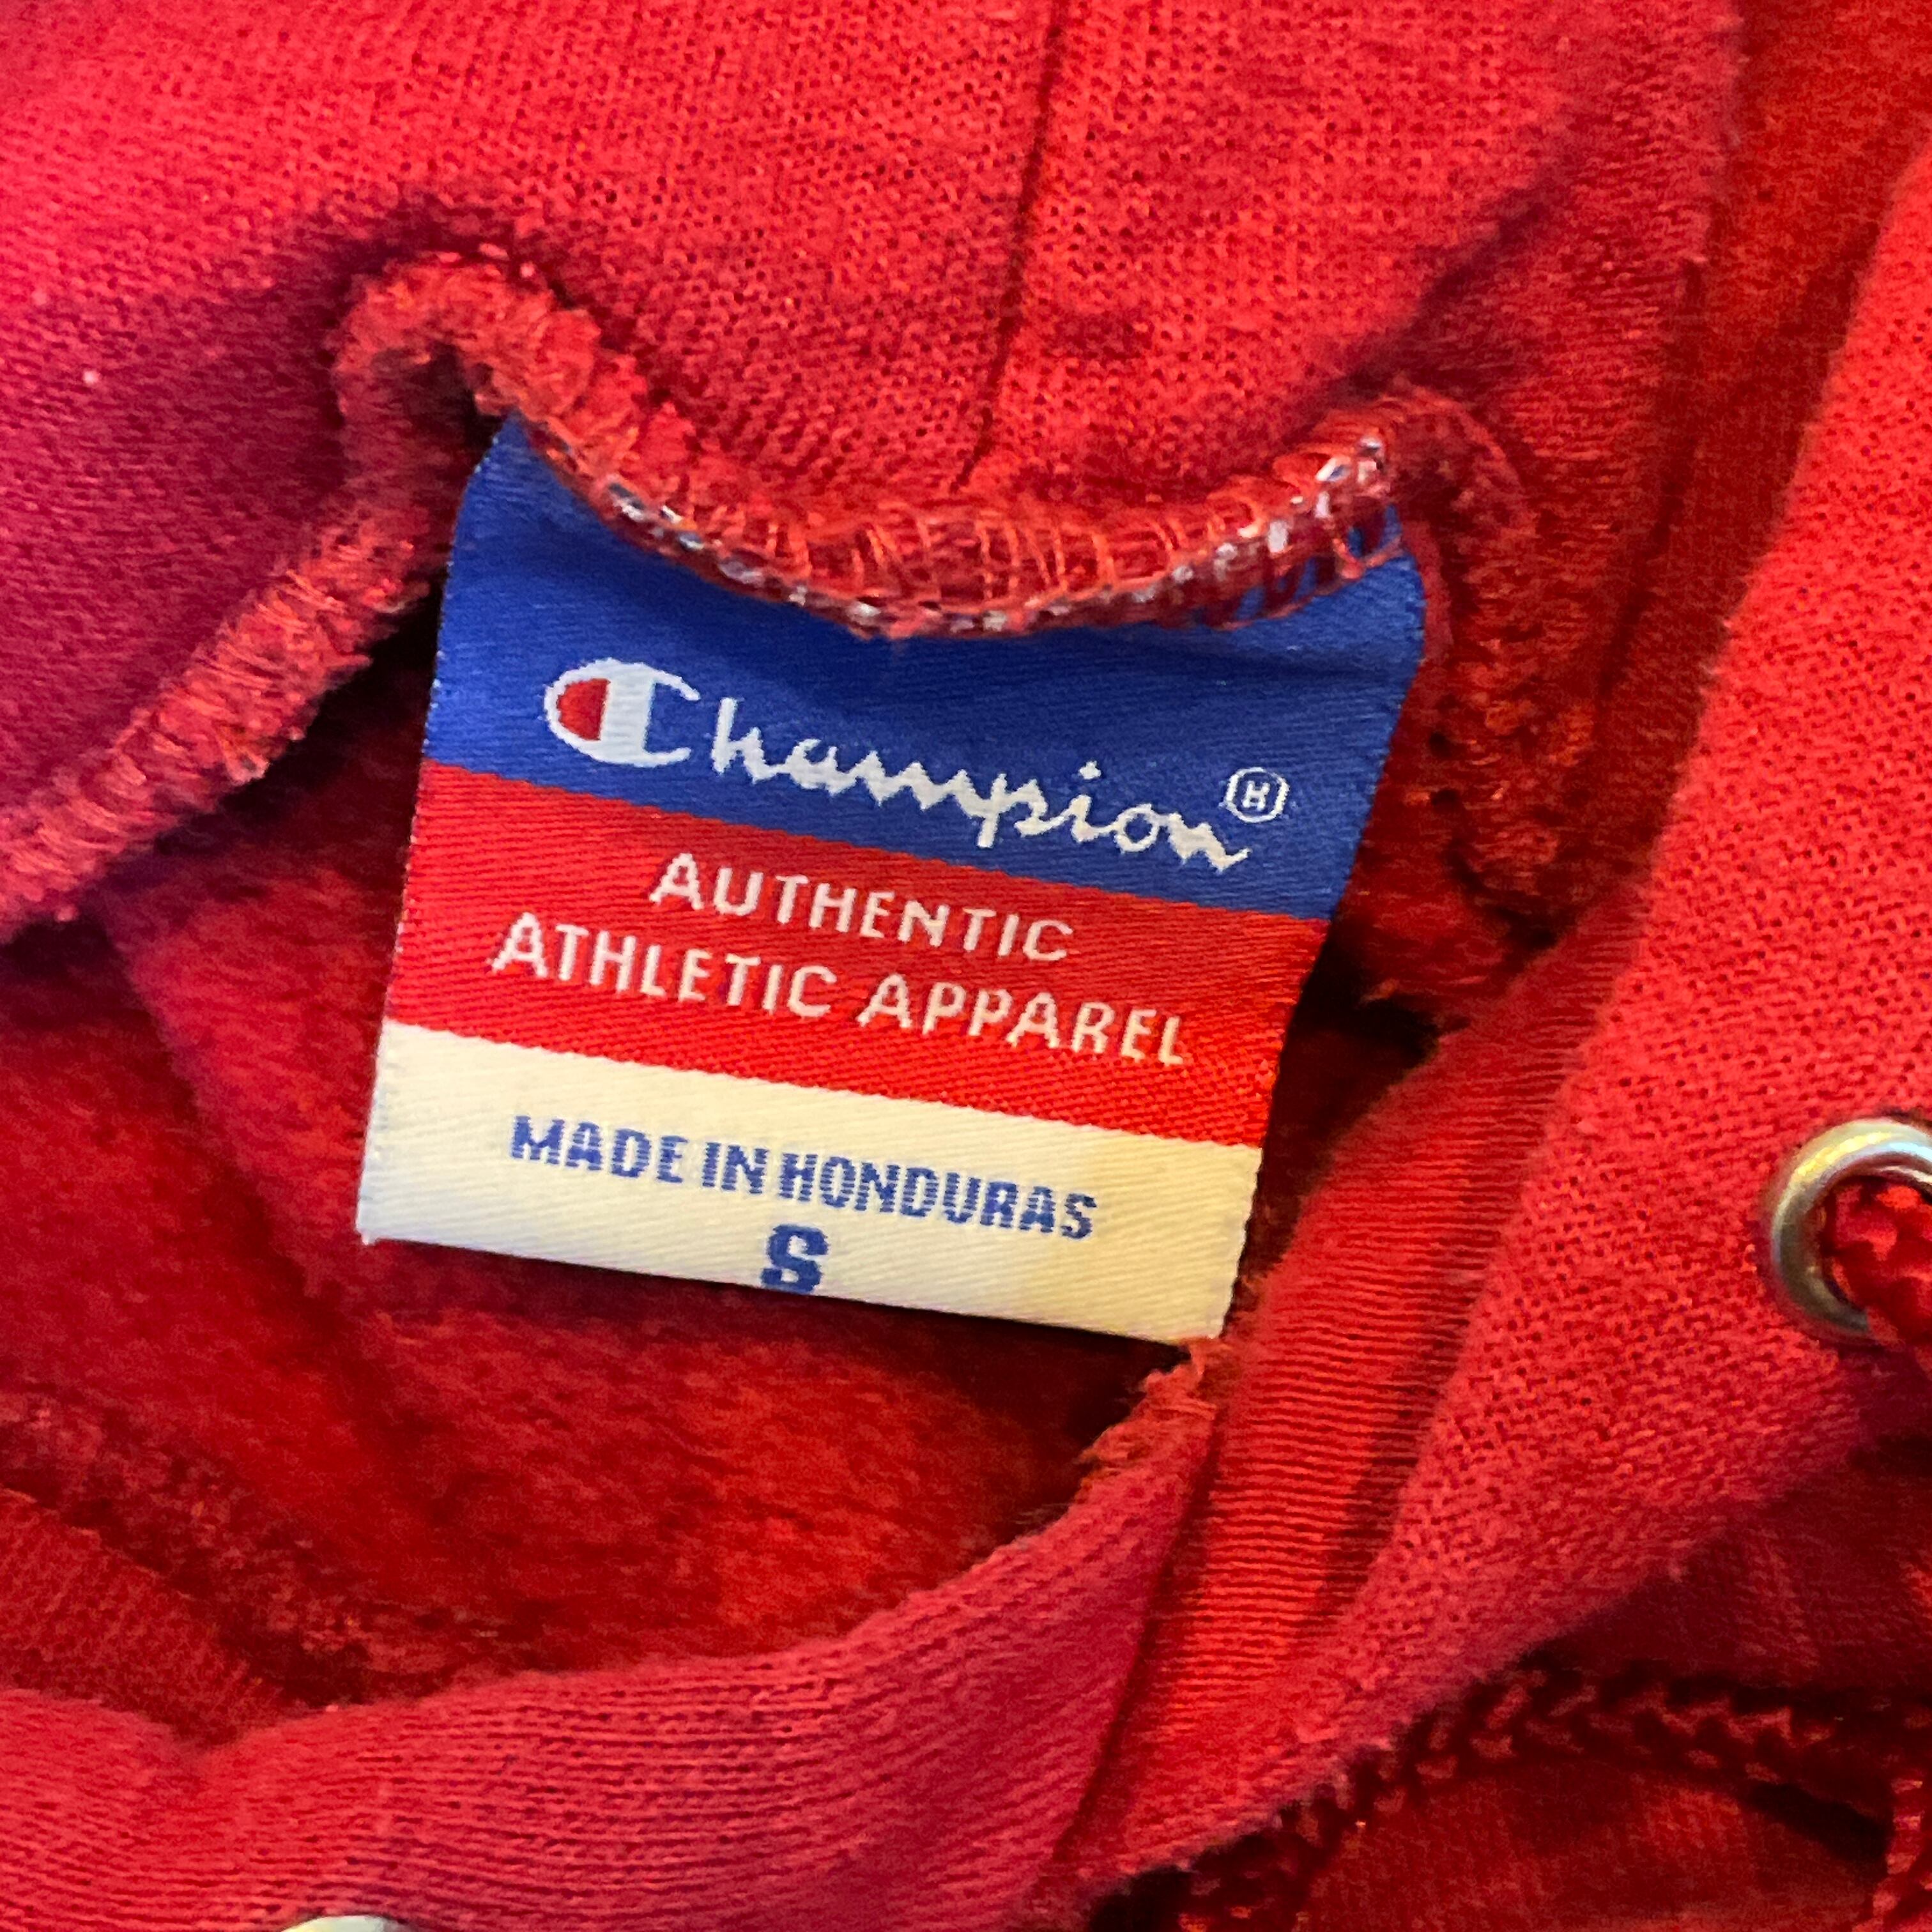 Champion®
AUTHENTIC
ATHLETIC APPAREL
MADE IN HONDURAS
S